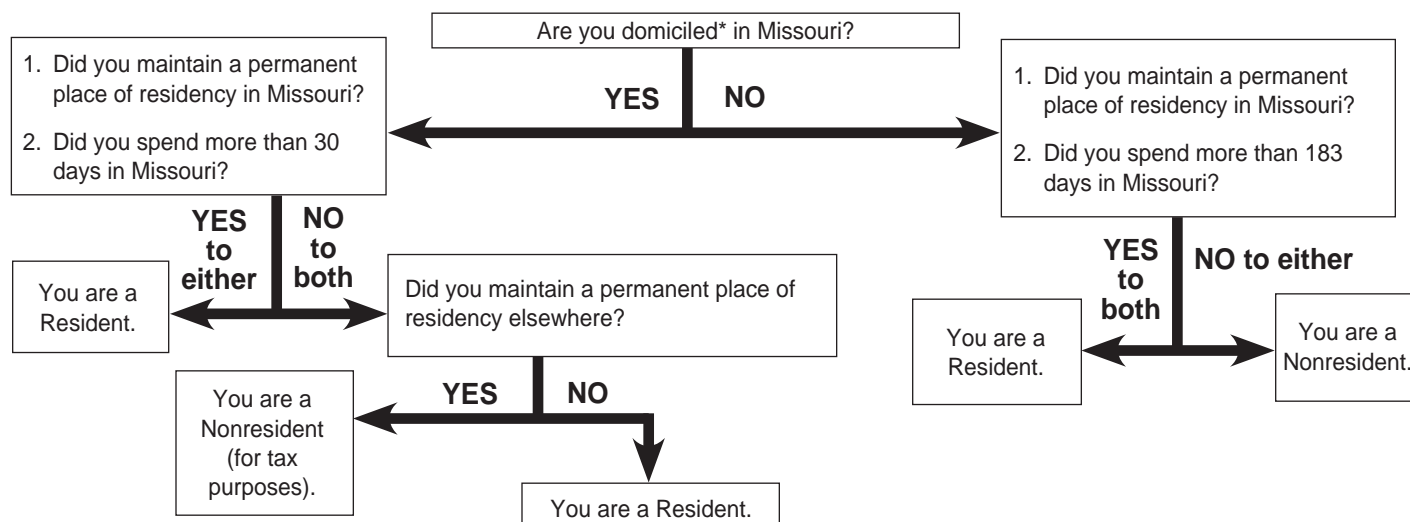 Are you domiciled* in Missouri?
YES
NO
1. Did you maintain a permanent
place of residency in Missouri?
2. Did you spend more than 30
days in Missouri?
YES
to
either
NO
to
both
You are a
Resident.
Did you maintain a permanent place of
residency elsewhere?
YES
NO
You are a
Nonresident
(for tax
purposes).
You are a Resident.
1. Did you maintain a permanent
place of residency in Missouri?
2. Did you spend more than 183
days in Missouri?
YES
to
both
NO to either
You are a
Resident.
You are a
Nonresident.